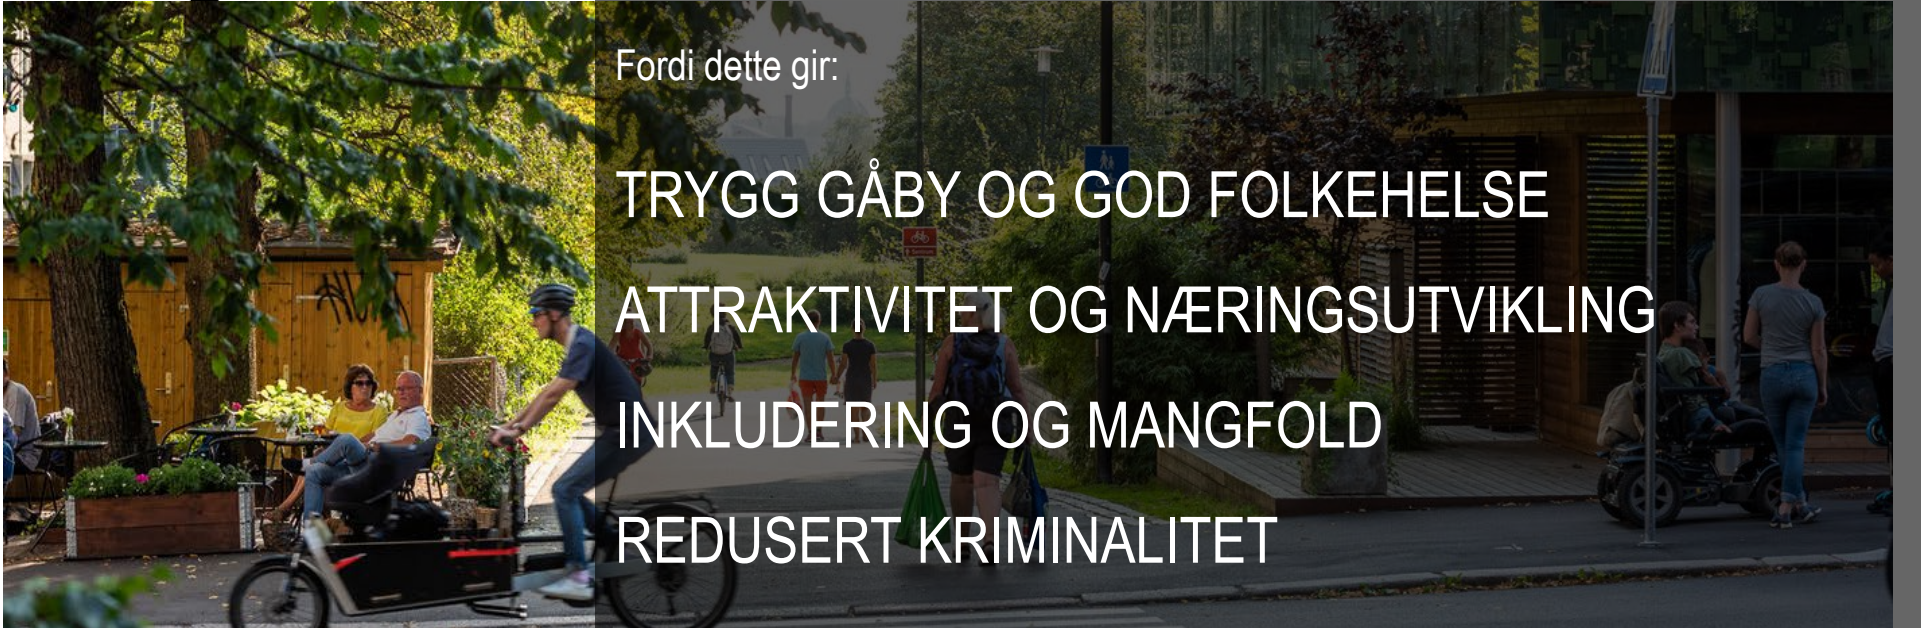 Fordi dette gir:
TRYGG GÅBY OG GOD FOLKEHELSE
ATTRAKTIVITET OG NÆRINGSUTVIKLING
INKLUDERING OG MANGFOLD
REDUSERT KRIMINALITET